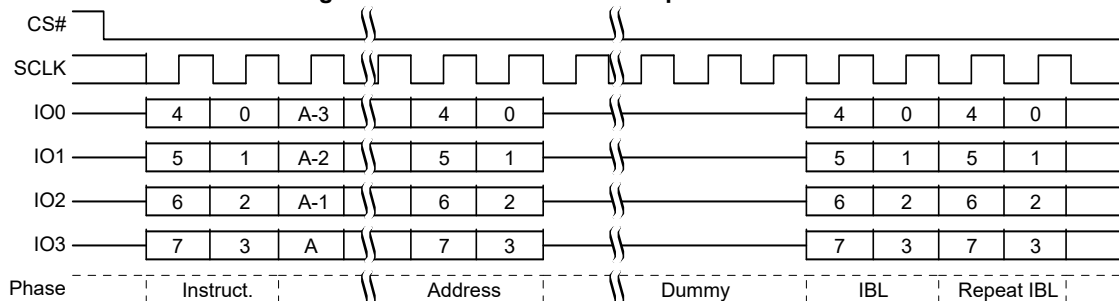 CS#
SCLK
IO0 4 0 A-3 4 0 4 0 4 0
IO1 5 1 A-2 5 1 5 1 5 1
IO2 6 2 A-1 6 2 6 2 6 2
IO3 7 3 A 7 3 7 3 7 3
Phase Instruct. Address Dummy IBL Repeat IBL